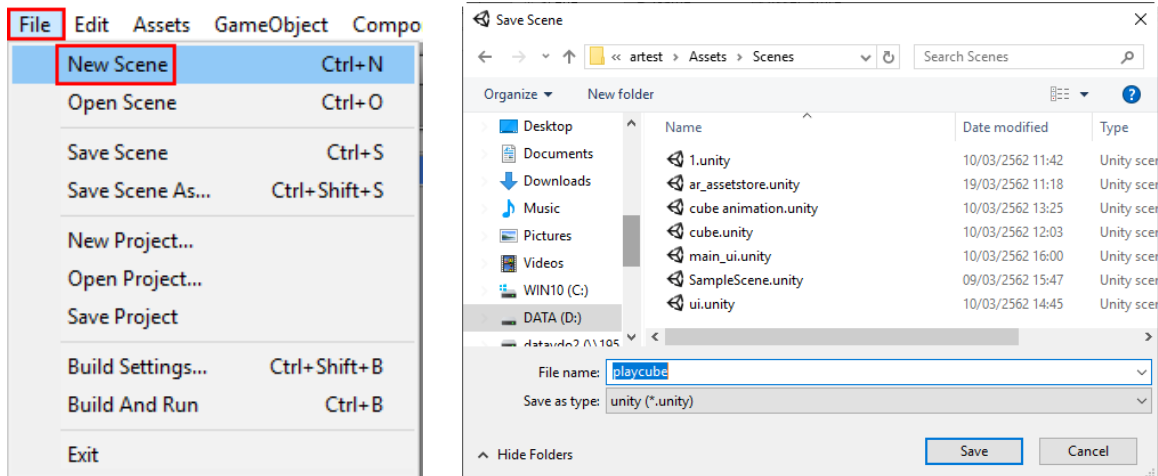 File Edit Assets GameObject Compo
New Scene Ctrl+N
Open Scene Ctrl+O
Save Scene Ctrl+S
Save Scene As... Ctrl+Shift+S
New Project...
Open Project...
Save Project
Build Settings... Ctrl+Shift+B
Build And Run Ctrl+B
Exit
Save Scene
« artest > Assets > Scenes
Search Scenes
Organize
New folder
Desktop
Documents
Downloads
Music
Pictures
Videos
WIN10 (C:)
DATA (D:)
Name Date modified Type
1.unity 10/03/2562 11:42 Unity scen
ar_assetstore.unity 19/03/2562 11:18 Unity scen
cube animation.unity 10/03/2562 13:25 Unity scen
cube.unity 10/03/2562 12:03 Unity scen
main_ui.unity 10/03/2562 16:00 Unity scen
SampleScene.unity 09/03/2562 15:47 Unity scen
ui.unity 10/03/2562 14:45 Unity scen
File name: playcube
Save as type: unity (*.unity)
Hide Folders
Save
Cancel